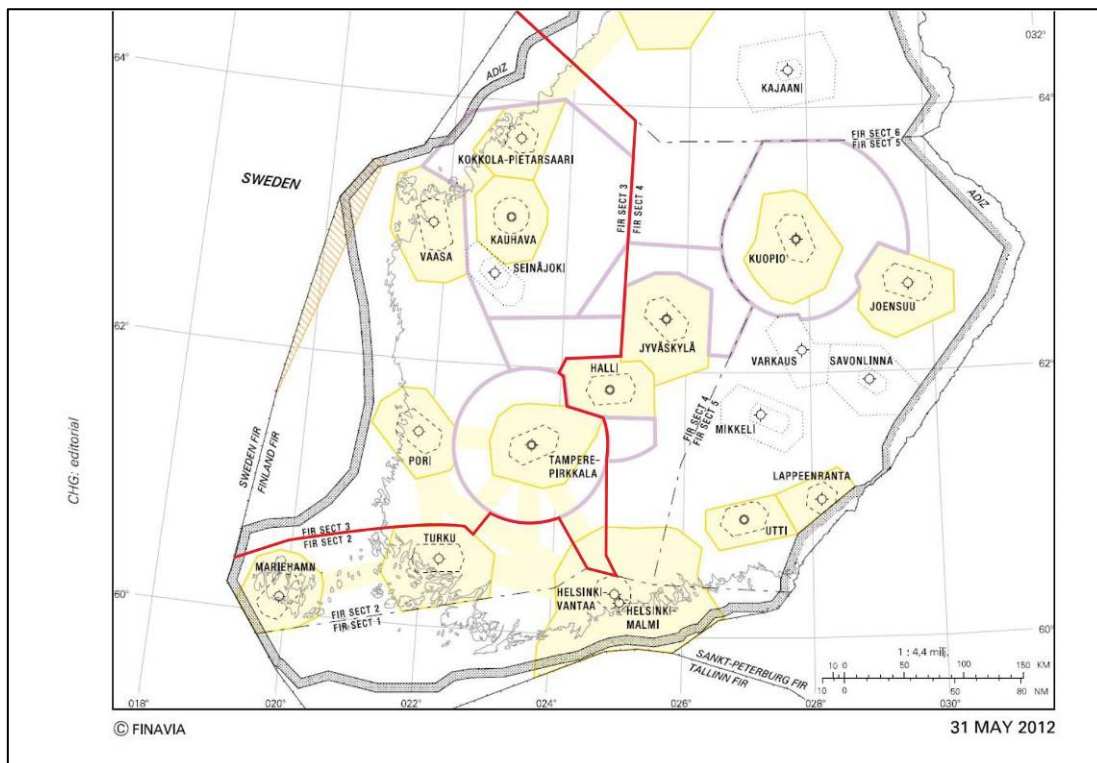 032°
64°
ADIZ
KAJAANI
64°
FIR SECT 6
FIR SECT 5
KOKKOLA-PIETARSAARI
SWEDEN
FIR SECT 3
FIR SECT 4
ADIZ
KAUHAVA
VAASA
KUOPIO
SEINÄJOKI
JOENSUU
62°
JYVÄSKYLÄ
VARKAUS
SAVONLINNA
62°
HALLI
FIR SECT 4
FIR SECT 5
MIKKELI
CHG: editorial
SWEDEN FIR
FINLAND FIR
PORI
TAMPERE-
PIRKKALA
LAPPEENRANTA
UTTI
FIR SECT 3
FIR SECT 2
TURKU
MARIEHAMN
60°
HELSINKI-
VANTAA
HELSINKI-
MALMI
FIR SECT 2
FIR SECT 1
60°
SANKT-PETERBURG FIR
TALLINN FIR
1 : 4,4 milj.
10 0 50 100 150 KM
10 0 50 80 NM
018° 020° 022° 024° 026° 028° 030°
© FINAVIA
31 MAY 2012